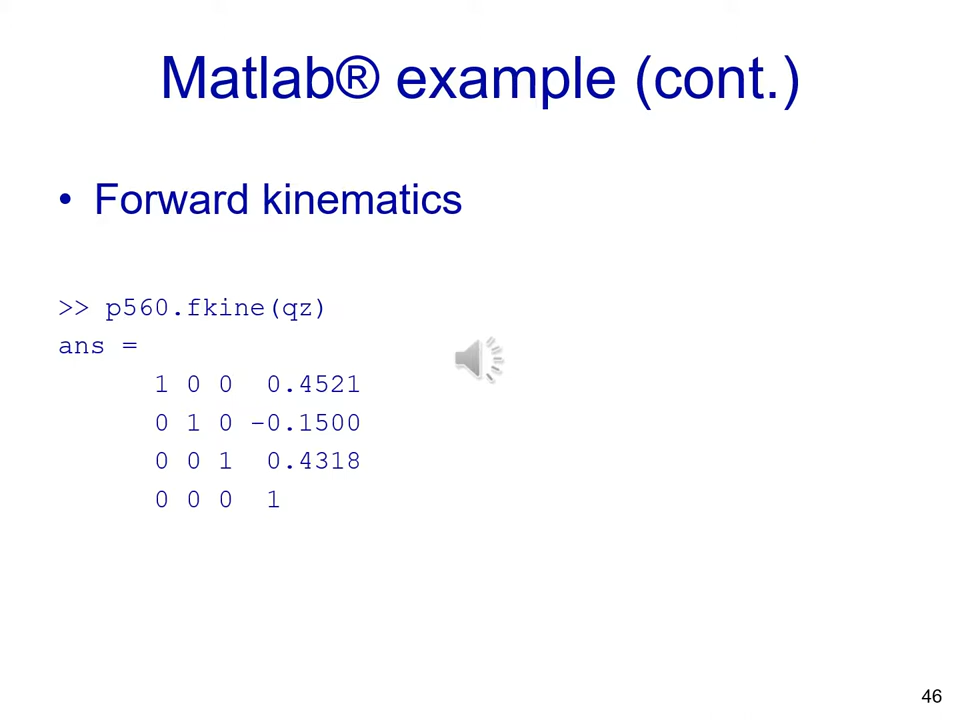 Matlab® example (cont.)
• Forward kinematics
>> p560.fkine(qz)
ans =
1 0 0 0.4521
0 1 0 -0.1500
0 0 1 0.4318
0 0 0 1
46